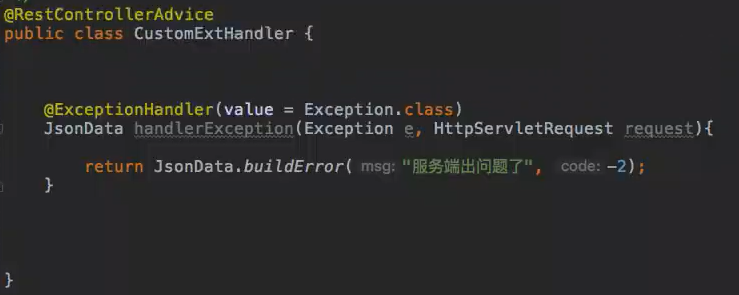 @RestControllerAdvice
public class CustomExtHandler {
@ExceptionHandler(value = Exception.class)
JsonData handlerException(Exception e, HttpServletRequest request){
return JsonData.buildError( msg: "服务端出问题了", code: -2);
}
}